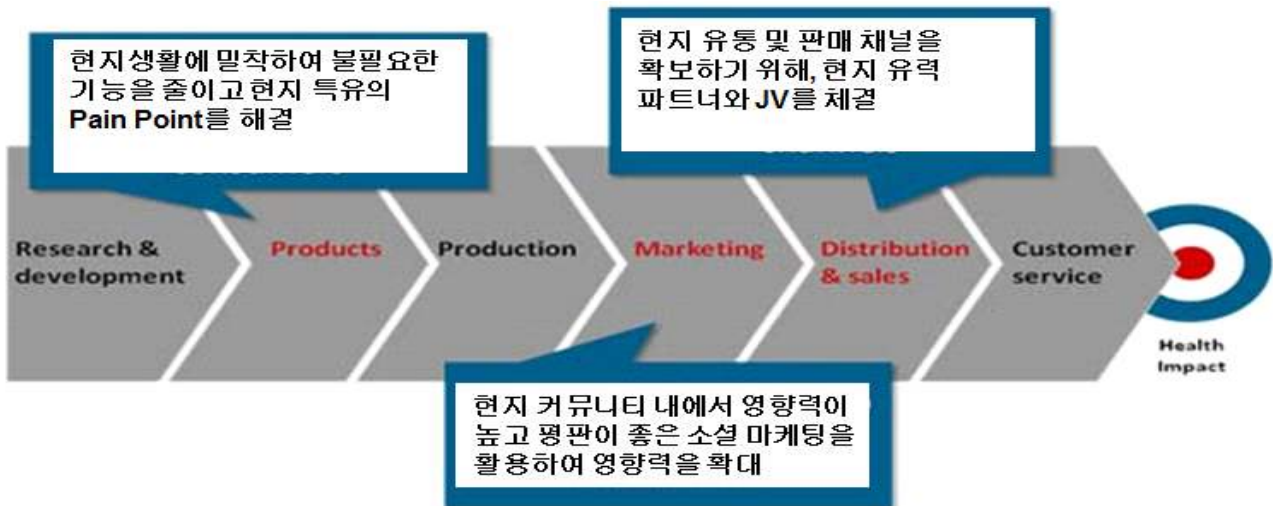 현지생활에 밀착하여 불필요한
기능을 줄이고 현지 특유의
Pain Point를 해결
현지 유통 및 판매 채널을
확보하기 위해, 현지 유력
파트너와 JV를 체결
Research &
development
Products
Production
Marketing
Distribution
& sales
Customer
service
Health
Impact
현지 커뮤니티 내에서 영향력이
높고 평판이 좋은 소셜 마케팅을
활용하여 영향력을 확대